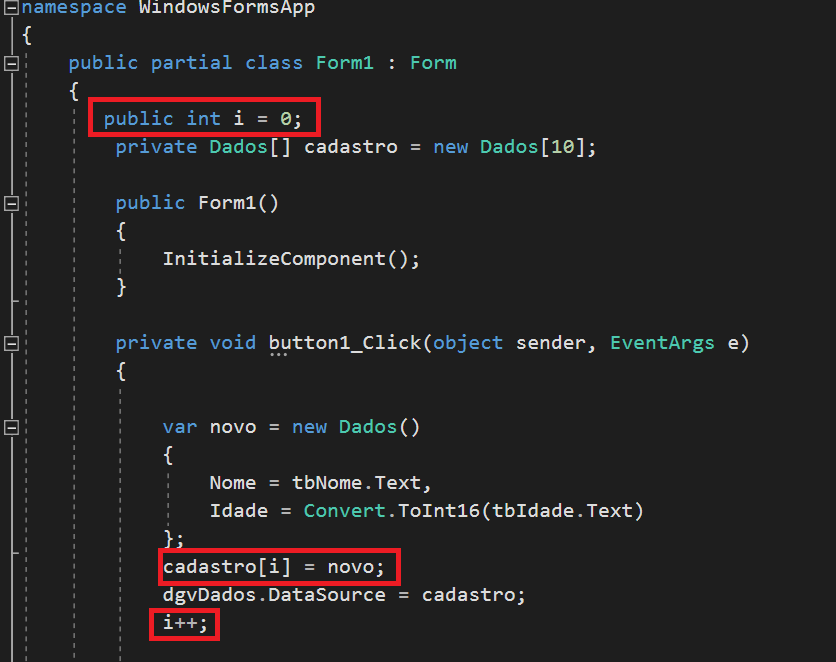 namespace WindowsFormsApp
{
public partial class Form1 : Form
{
public int i = 0;
private Dados[] cadastro = new Dados[10];
public Form1()
{
InitializeComponent();
}
private void button1_Click(object sender, EventArgs e)
{
var novo = new Dados()
{
Nome = tbNome.Text,
Idade = Convert.ToInt16(tbIdade.Text)
};
cadastro[i] = novo;
dgvDados.DataSource = cadastro;
i++;